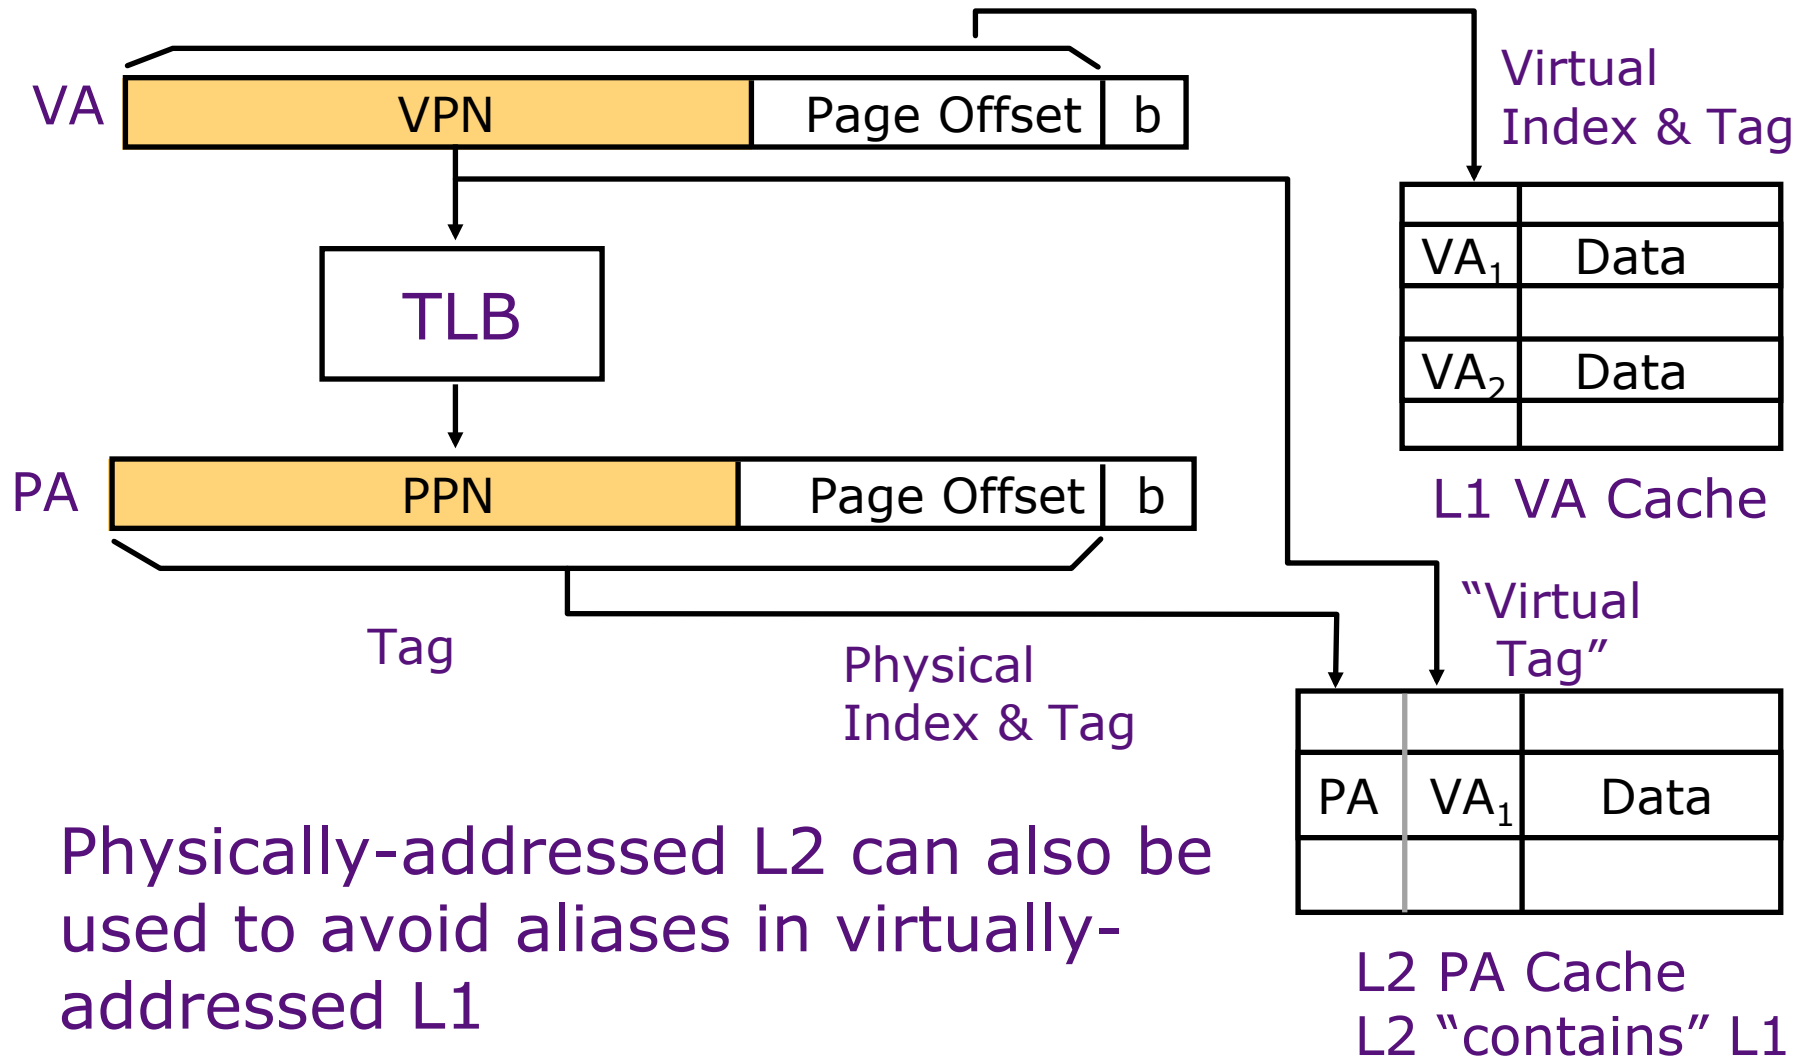 VA
VPN
Page Offset
b
Virtual
Index & Tag
VA₁
Data
TLB
VA₂
Data
PA
PPN
Page Offset
b
L1 VA Cache
Tag
Physical
Index & Tag
“Virtual
Tag”
PA
VA₁
Data
Physically-addressed L2 can also be
used to avoid aliases in virtually-
addressed L1
L2 PA Cache
L2 “contains” L1